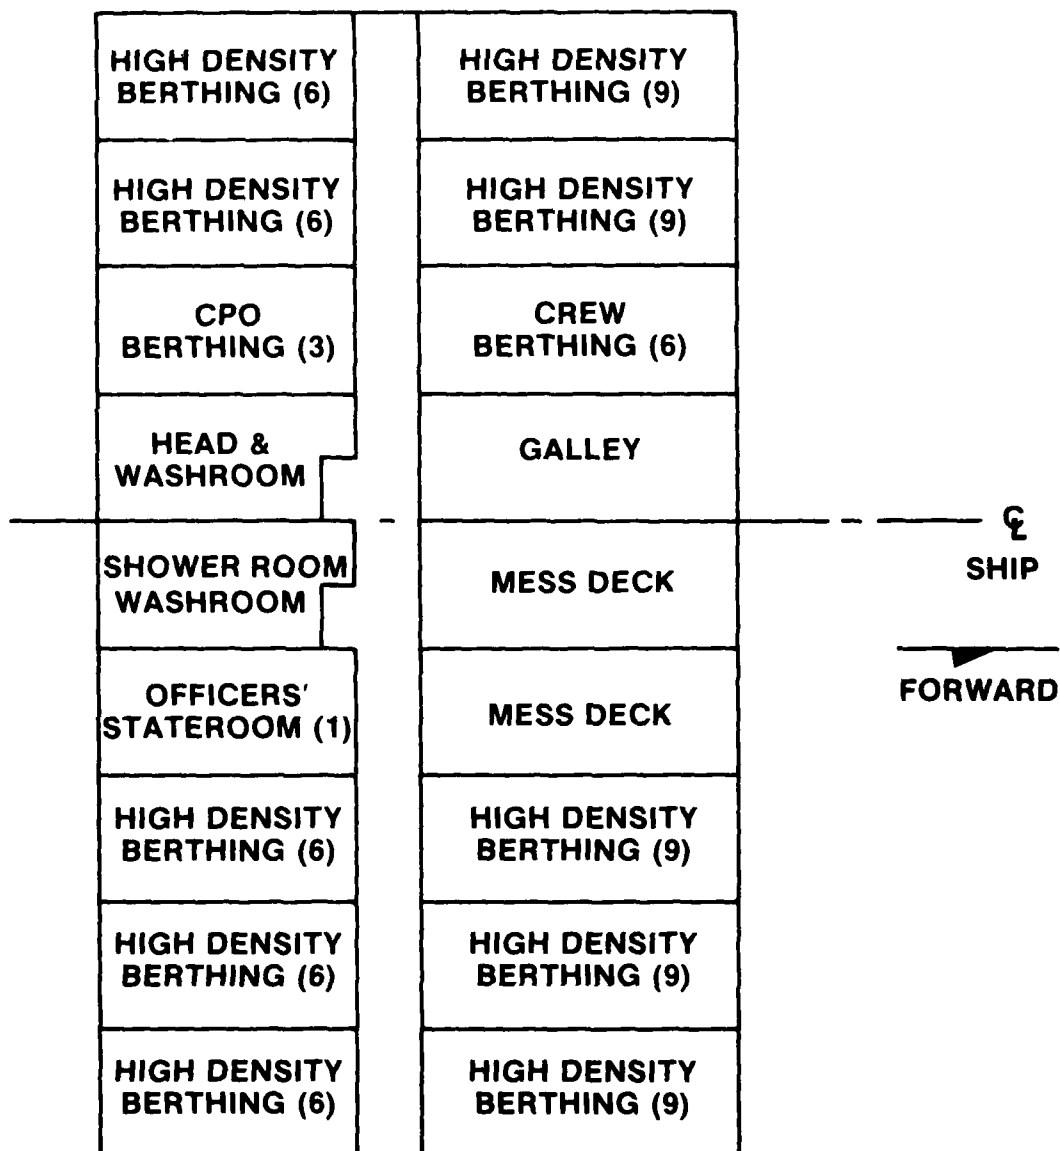 HIGH DENSITY
BERTHING (6)
HIGH DENSITY
BERTHING (9)
HIGH DENSITY
BERTHING (6)
HIGH DENSITY
BERTHING (9)
CPO
BERTHING (3)
CREW
BERTHING (6)
HEAD &
WASHROOM
GALLEY
℄
SHIP
SHOWER ROOM
WASHROOM
MESS DECK
FORWARD
OFFICERS'
STATEROOM (1)
MESS DECK
HIGH DENSITY
BERTHING (6)
HIGH DENSITY
BERTHING (9)
HIGH DENSITY
BERTHING (6)
HIGH DENSITY
BERTHING (9)
HIGH DENSITY
BERTHING (6)
HIGH DENSITY
BERTHING (9)